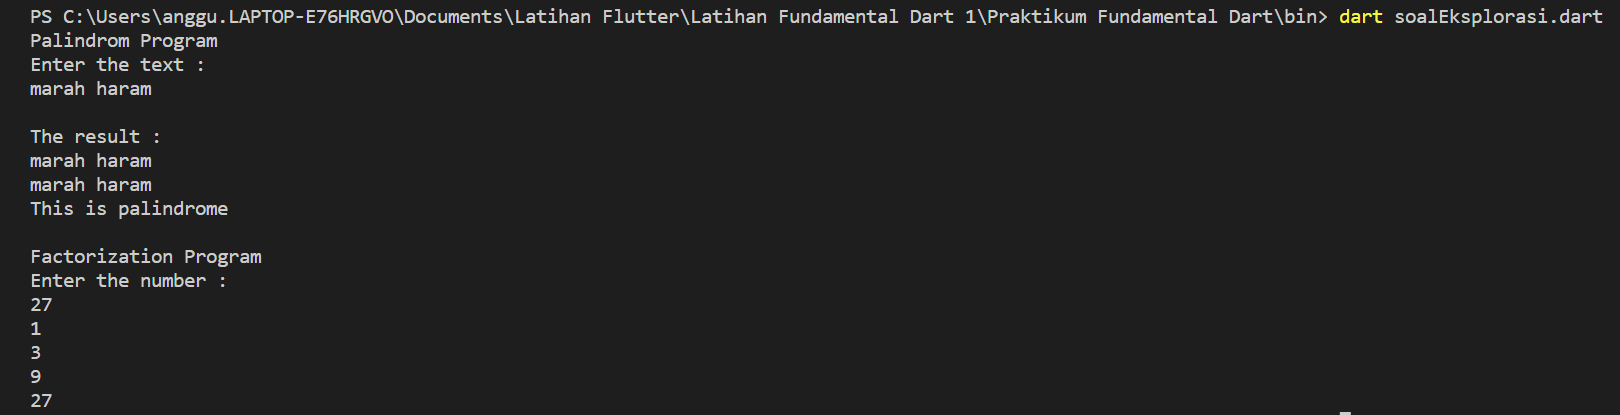 PS C:\Users\anggu.LAPTOP-E76HRGVO\Documents\Latihan Flutter\Latihan Fundamental Dart 1\Praktikum Fundamental Dart\bin> dart soalEksplorasi.dart
Palindrom Program
Enter the text :
marah haram
The result :
marah haram
marah haram
This is palindrome
Factorization Program
Enter the number :
27
1
3
9
27